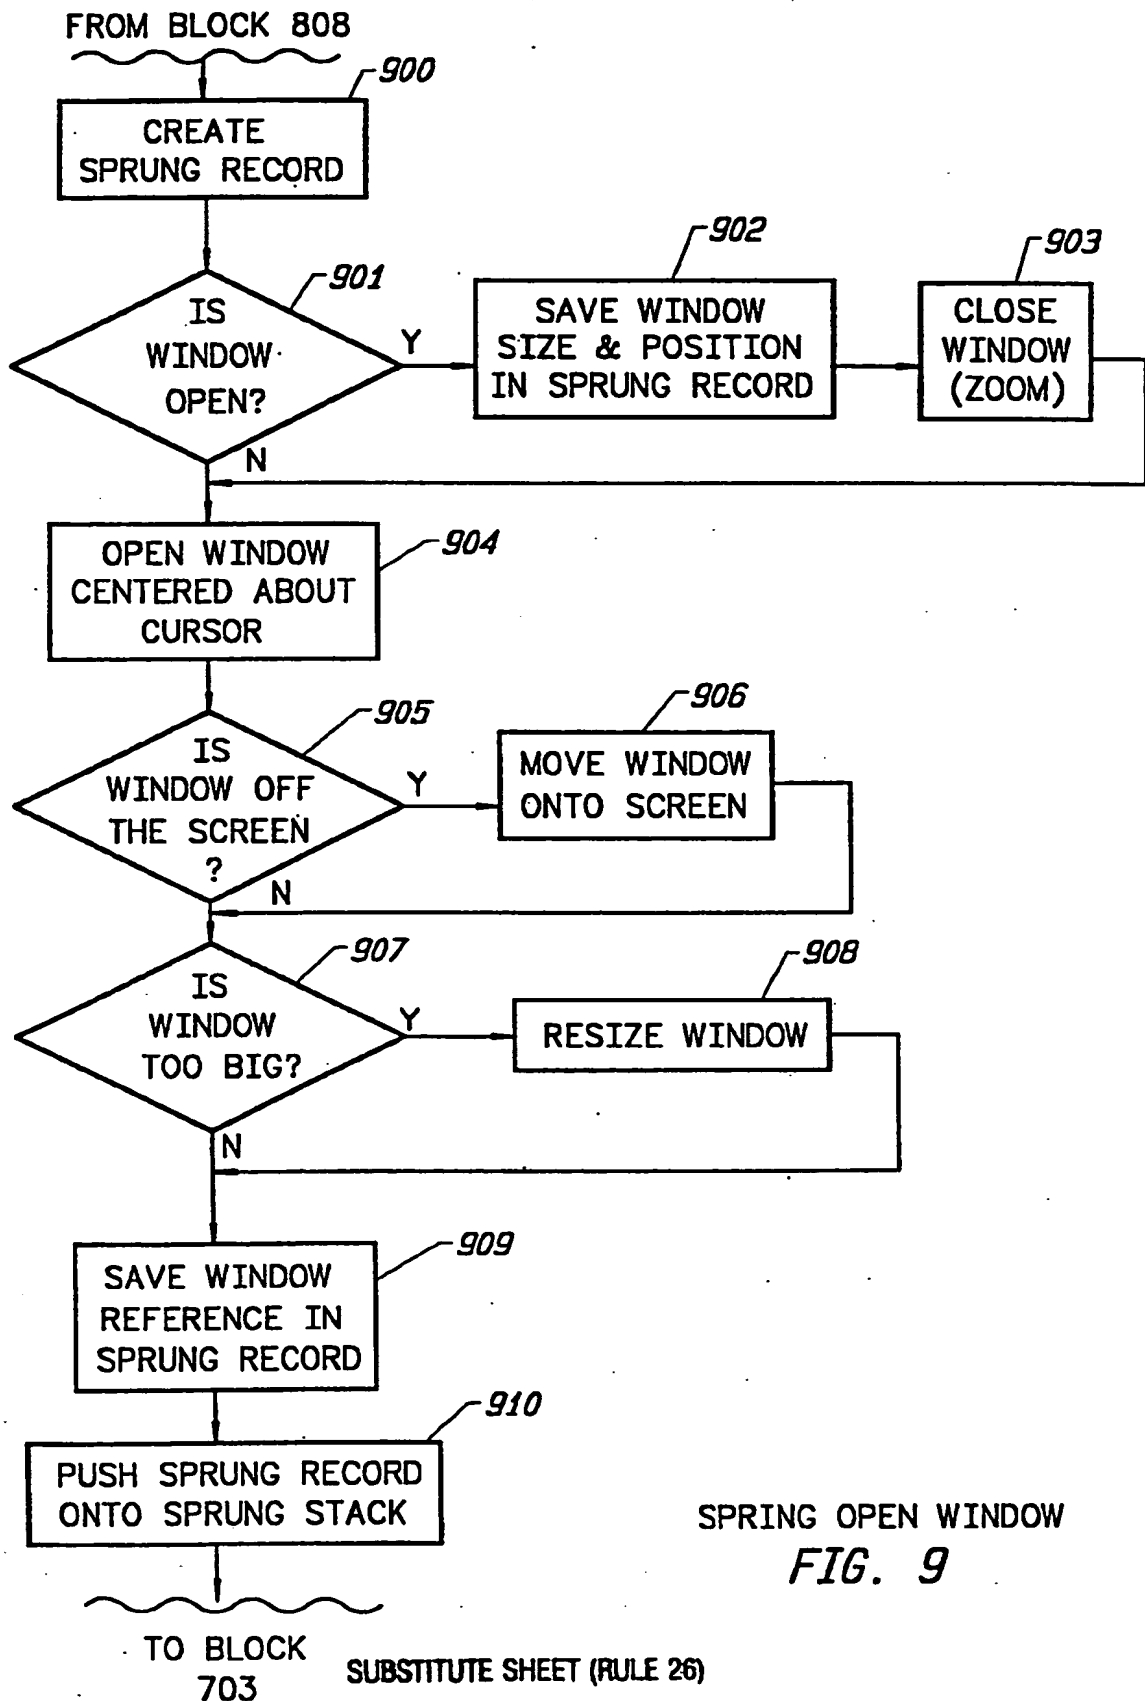 FROM BLOCK 808
900
CREATE
SPRUNG RECORD
901
IS
WINDOW
OPEN?
Y
N
902
SAVE WINDOW
SIZE & POSITION
IN SPRUNG RECORD
903
CLOSE
WINDOW
(ZOOM)
904
OPEN WINDOW
CENTERED ABOUT
CURSOR
905
IS
WINDOW OFF
THE SCREEN
?
Y
N
906
MOVE WINDOW
ONTO SCREEN
907
IS
WINDOW
TOO BIG?
Y
N
908
RESIZE WINDOW
909
SAVE WINDOW
REFERENCE IN
SPRUNG RECORD
910
PUSH SPRUNG RECORD
ONTO SPRUNG STACK
SPRING OPEN WINDOW
FIG. 9
TO BLOCK
703
SUBSTITUTE SHEET (RULE 26)